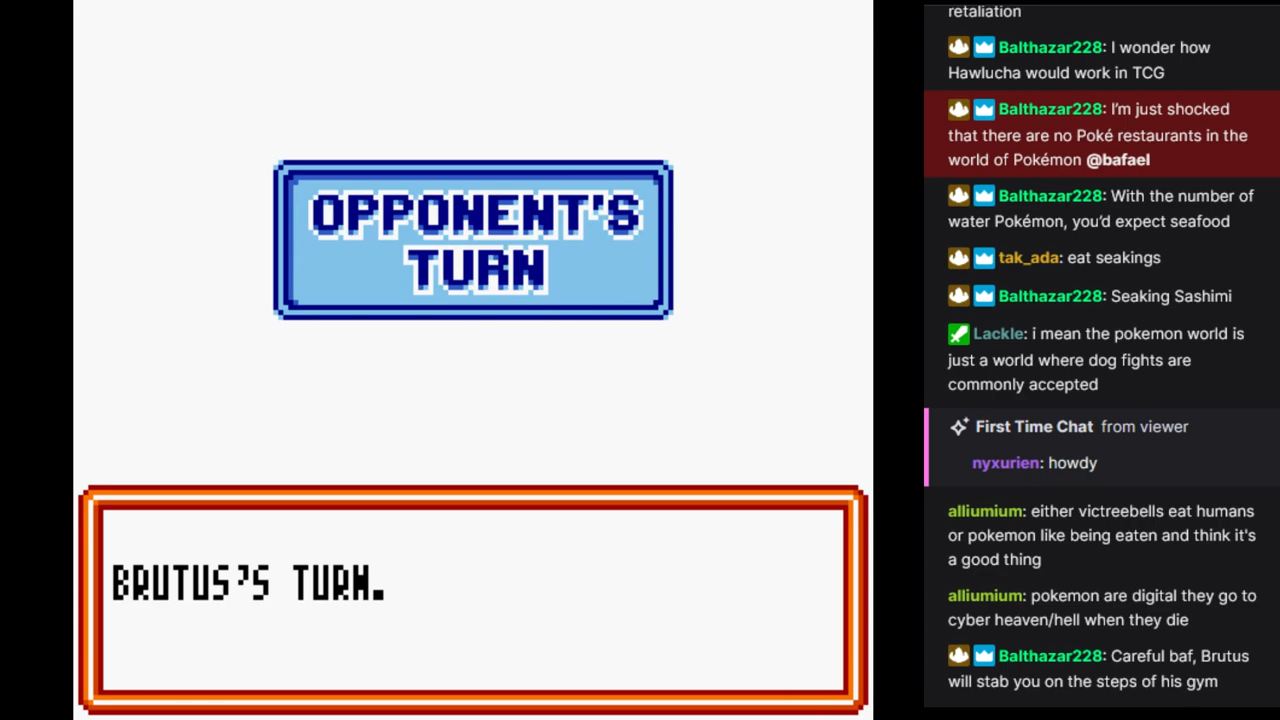 OPPONENT'S
TURN
BRUTUS'S TURN.
retaliation
Balthazar228: I wonder how
Hawlucha would work in TCG
Balthazar228: I'm just shocked
that there are no Poké restaurants in the
world of Pokémon @bafael
Balthazar228: With the number of
water Pokémon, you'd expect seafood
tak_ada: eat seakings
Balthazar228: Seaking Sashimi
Lackle: i mean the pokemon world is
just a world where dog fights are
commonly accepted
First Time Chat from viewer
nyxurien: howdy
alliumium: either victreebells eat humans
or pokemon like being eaten and think it's
a good thing
alliumium: pokemon are digital they go to
cyber heaven/hell when they die
Balthazar228: Careful baf, Brutus
will stab you on the steps of his gym